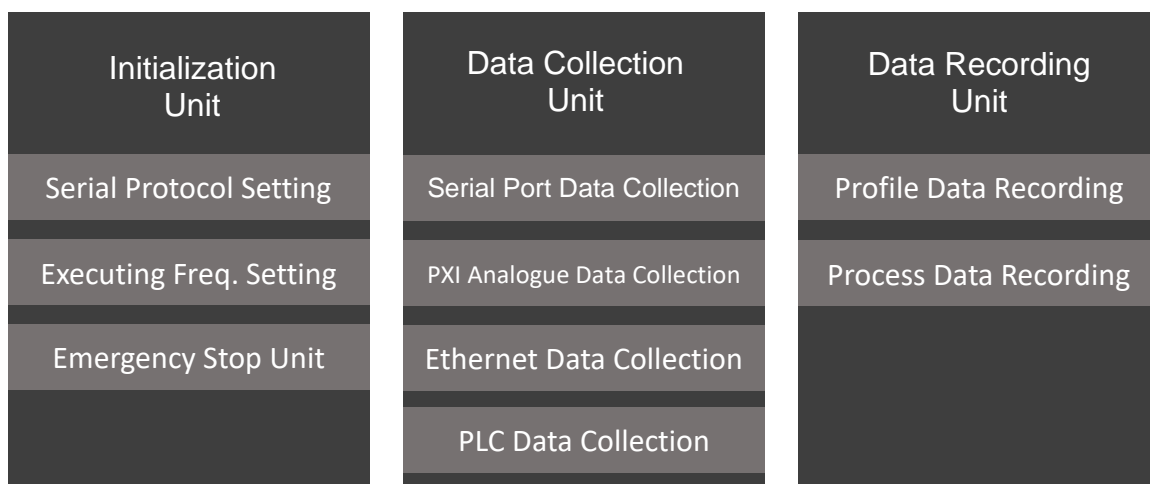 Initialization
Unit
Serial Protocol Setting
Executing Freq. Setting
Emergency Stop Unit
Data Collection
Unit
Serial Port Data Collection
PXI Analogue Data Collection
Ethernet Data Collection
PLC Data Collection
Data Recording
Unit
Profile Data Recording
Process Data Recording